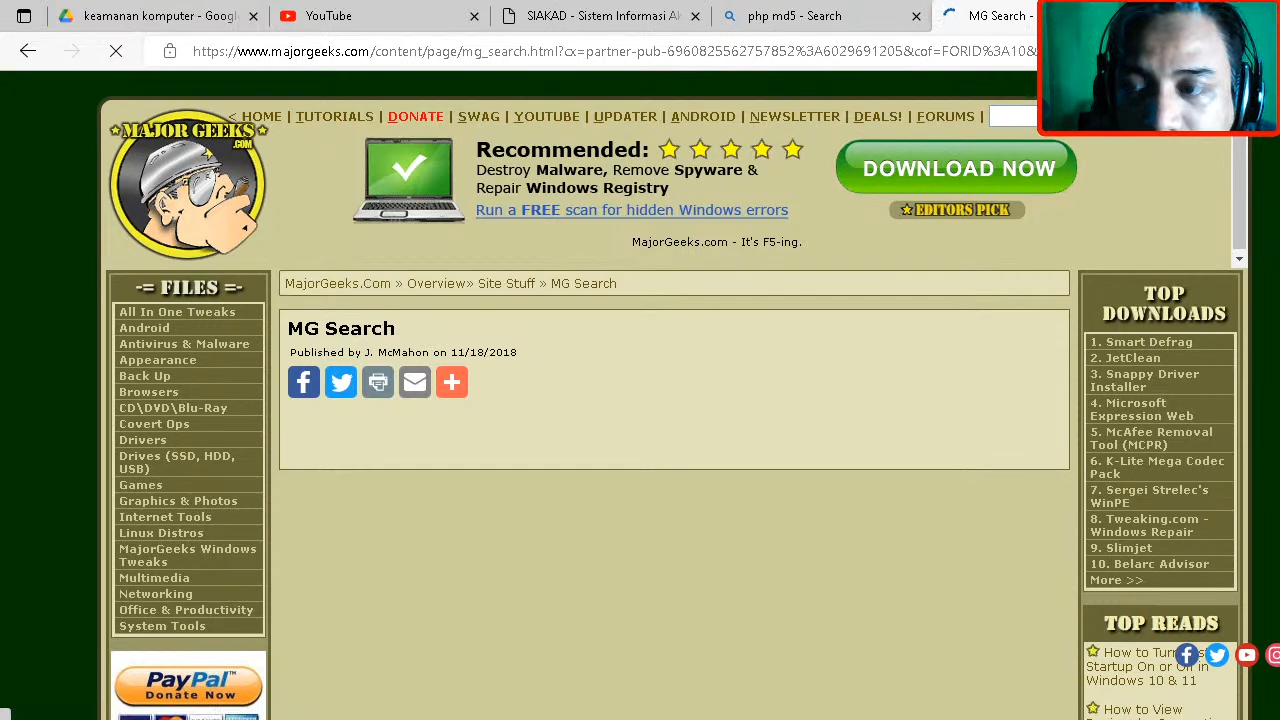 keamanan komputer - Googl
YouTube
SIAKAD - Sistem Informasi Ak
php md5 - Search
MG Search -
https://www.majorgeeks.com/content/page/mg_search.html?cx=partner-pub-6960825562757852%3A6029691205&cof=FORID%3A10&
MAJOR GEEKS
.COM
< HOME | TUTORIALS | DONATE | SWAG | YOUTUBE | UPDATER | ANDROID | NEWSLETTER | DEALS! | FORUMS |
Recommended:
Destroy Malware, Remove Spyware &
Repair Windows Registry
Run a FREE scan for hidden Windows errors
DOWNLOAD NOW
EDITORS PICK
MajorGeeks.com - It's F5-ing.
-= FILES =-
All In One Tweaks
Android
Antivirus & Malware
Appearance
Back Up
Browsers
CD\DVD\Blu-Ray
Covert Ops
Drivers
Drives (SSD, HDD,
USB)
Games
Graphics & Photos
Internet Tools
Linux Distros
MajorGeeks Windows
Tweaks
Multimedia
Networking
Office & Productivity
System Tools
PayPal™
Donate Now
MajorGeeks.Com » Overview» Site Stuff » MG Search
MG Search
Published by J. McMahon on 11/18/2018
TOP
DOWNLOADS
1. Smart Defrag
2. JetClean
3. Snappy Driver
Installer
4. Microsoft
Expression Web
5. McAfee Removal
Tool (MCPR)
6. K-Lite Mega Codec
Pack
7. Sergei Strelec's
WinPE
8. Tweaking.com -
Windows Repair
9. Slimjet
10. Belarc Advisor
More >>
TOP READS
How to Turn
Startup On or Off in
Windows 10 & 11
How to View